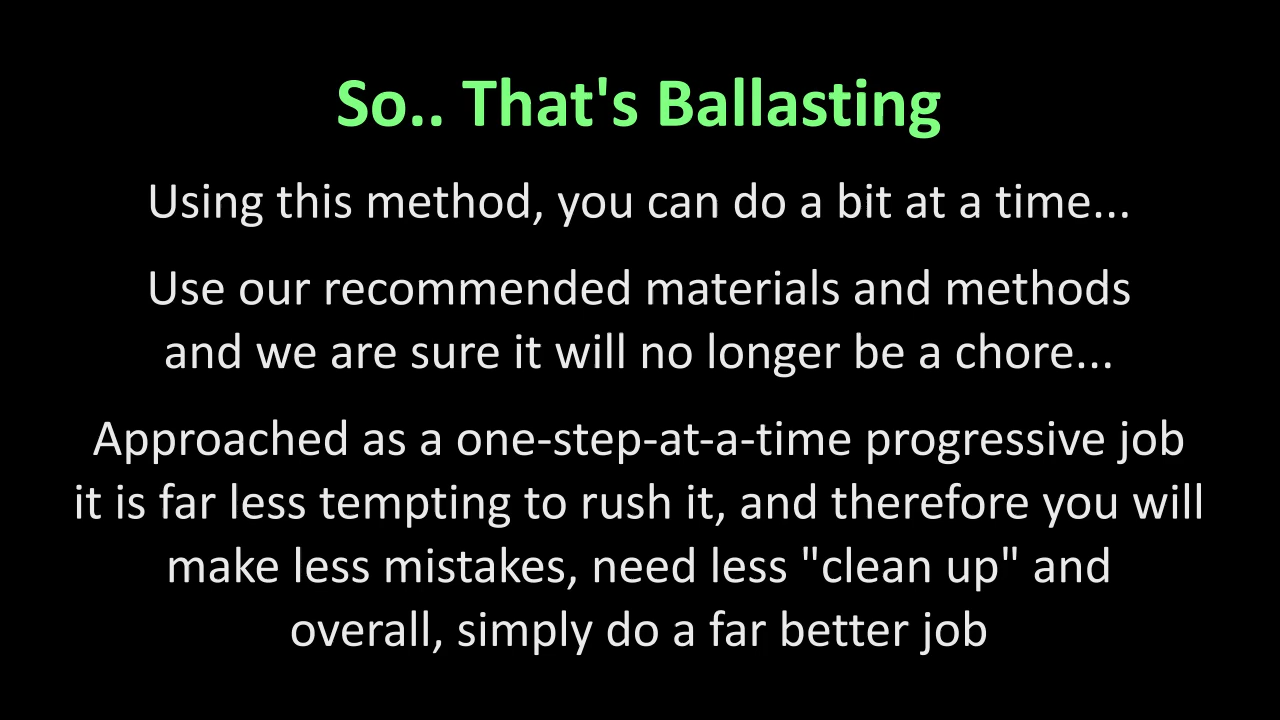 So.. That's Ballasting
Using this method, you can do a bit at a time...
Use our recommended materials and methods
and we are sure it will no longer be a chore...
Approached as a one-step-at-a-time progressive job
it is far less tempting to rush it, and therefore you will
make less mistakes, need less "clean up" and
overall, simply do a far better job